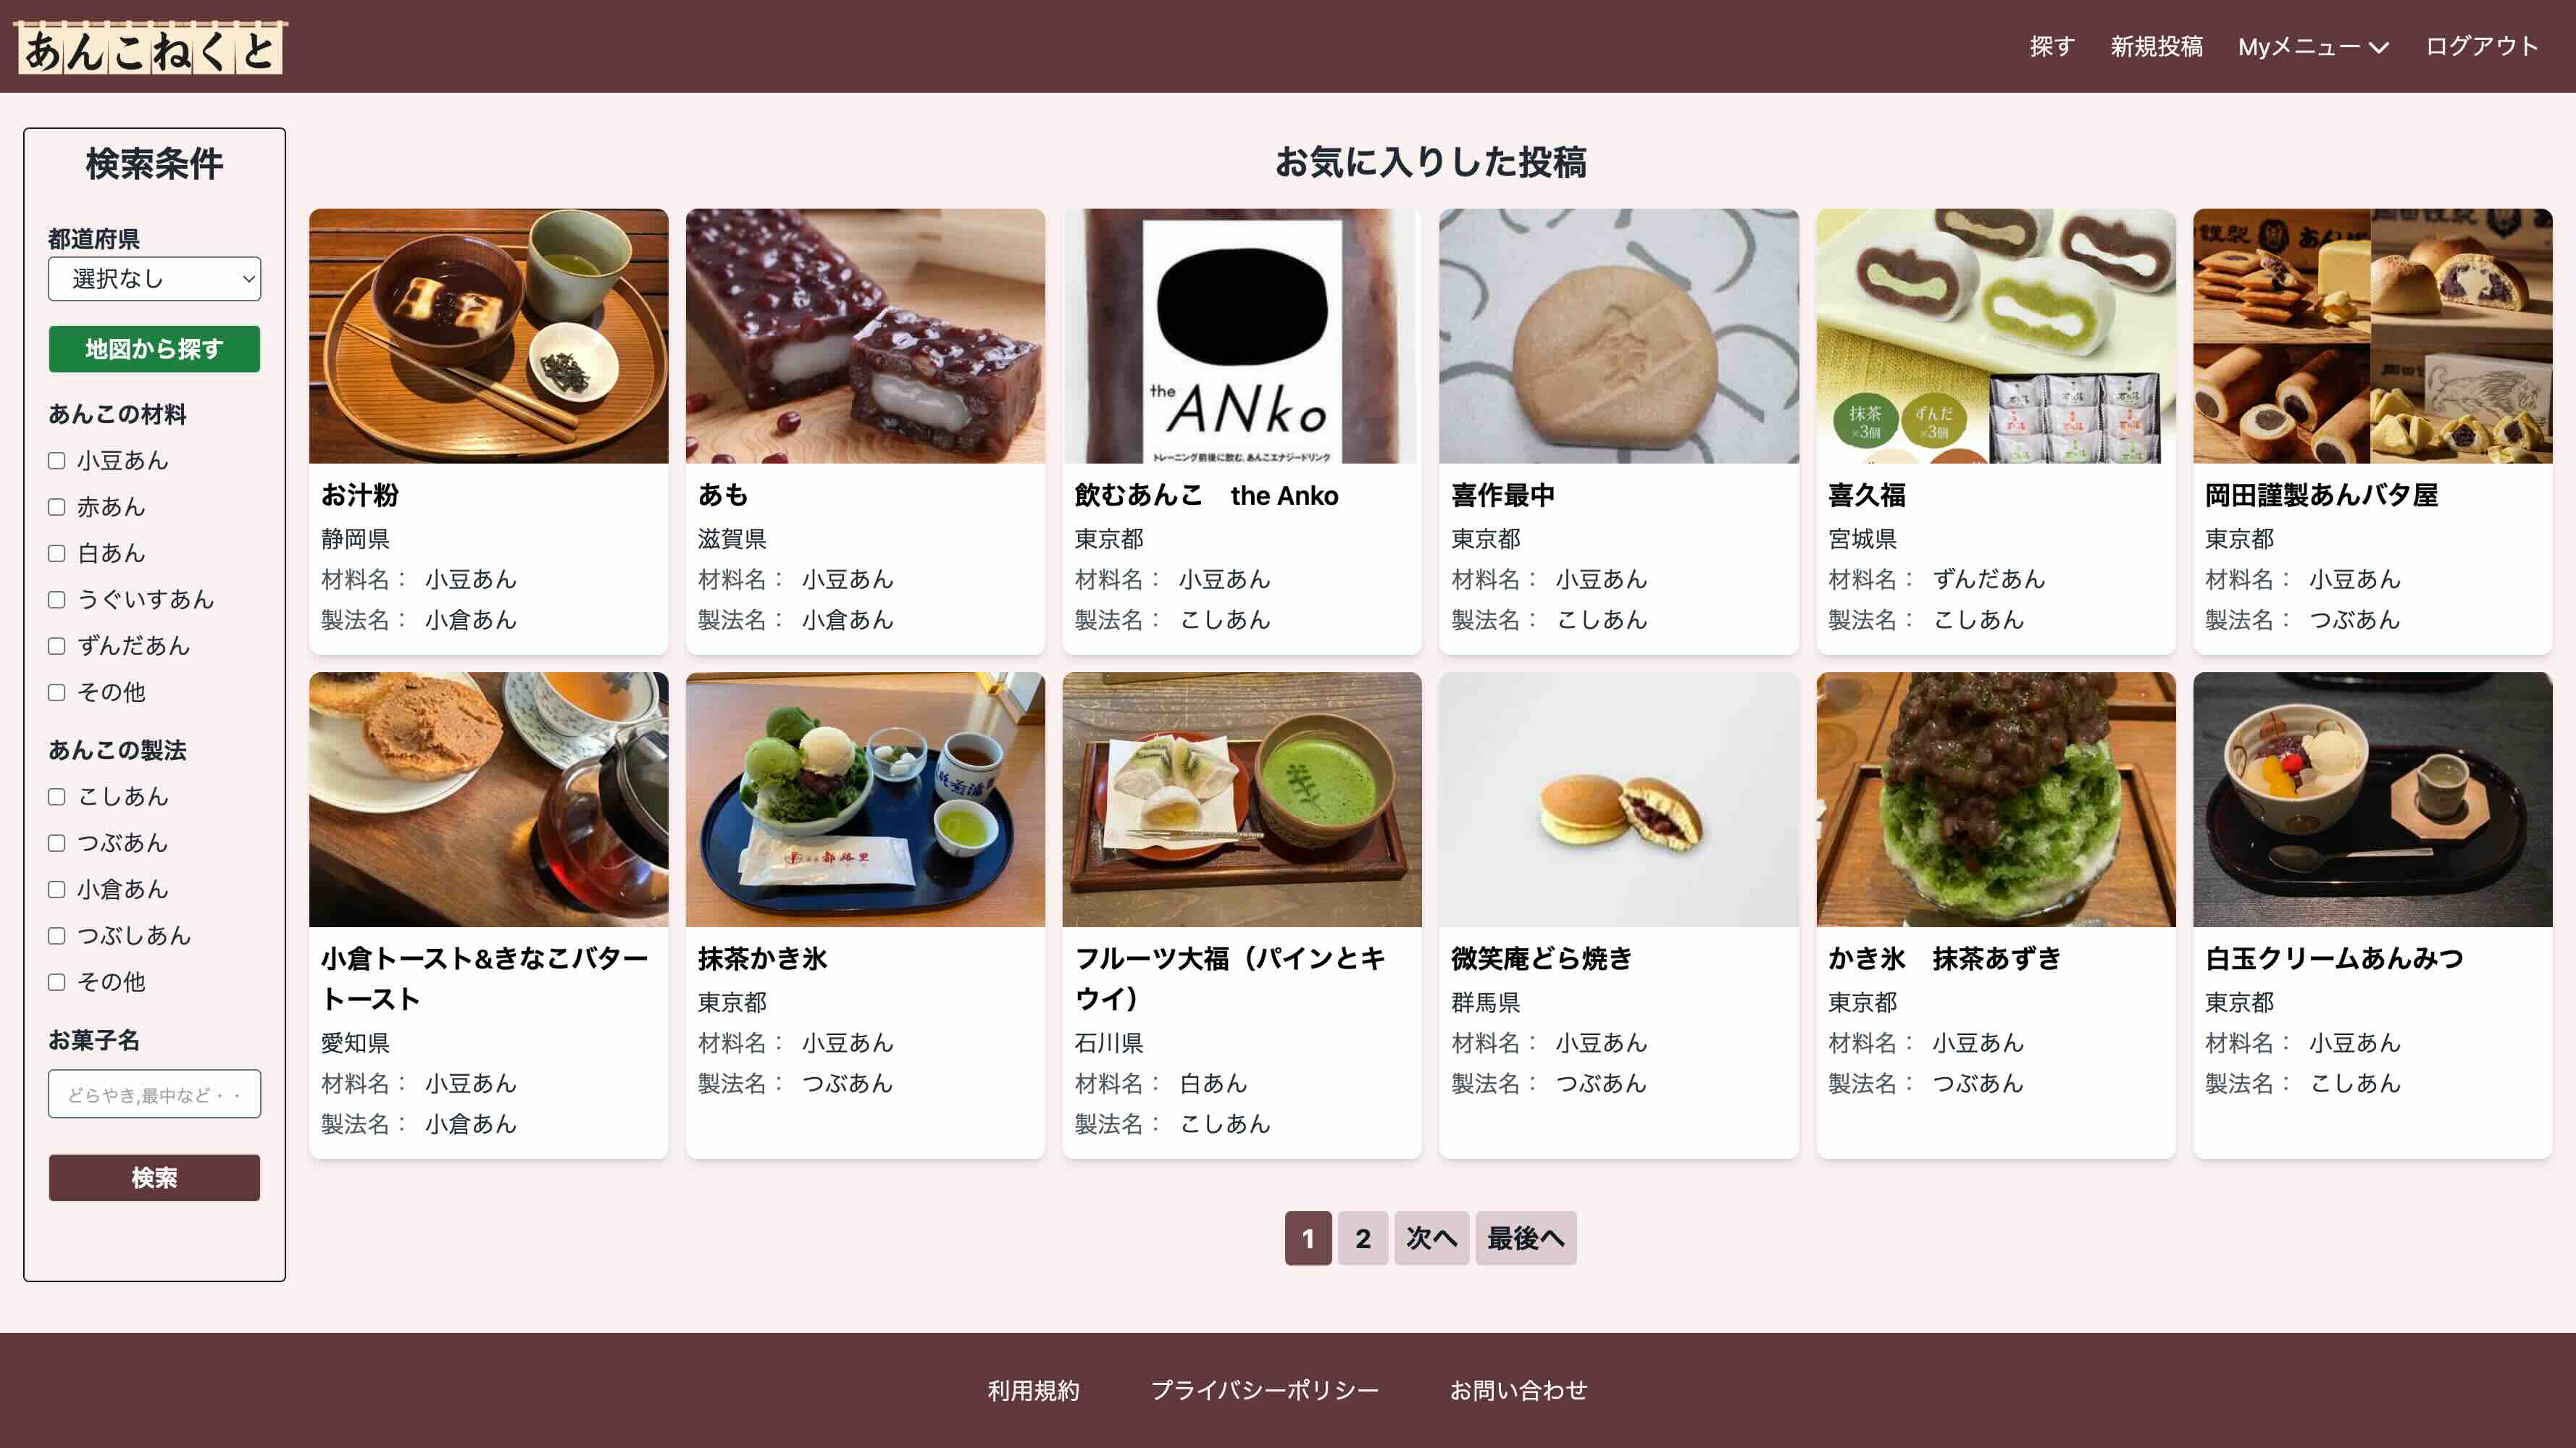 あんこねくと
探す 新規投稿 Myメニュー ログアウト
検索条件
都道府県
選択なし
地図から探す
あんこの材料
小豆あん
赤あん
白あん
うぐいすあん
ずんだあん
その他
あんこの製法
こしあん
つぶあん
小倉あん
つぶしあん
その他
お菓子名
どらやき,最中など・・
検索
お気に入りした投稿
お汁粉
静岡県
材料名： 小豆あん
製法名： 小倉あん
あも
滋賀県
材料名： 小豆あん
製法名： 小倉あん
the
ANko
トレーニング前後に飲む、あんこエナジードリンク
飲むあんこ　the Anko
東京都
材料名： 小豆あん
製法名： こしあん
喜作最中
東京都
材料名： 小豆あん
製法名： こしあん
抹茶
×3個
ずんだ
×3個
喜久福
宮城県
材料名： ずんだあん
製法名： こしあん
岡田謹製あんバタ屋
東京都
材料名： 小豆あん
製法名： つぶあん
小倉トースト&きなこバター
トースト
愛知県
材料名： 小豆あん
製法名： 小倉あん
都路里
抹茶かき氷
東京都
材料名： 小豆あん
製法名： つぶあん
フルーツ大福（パインとキ
ウイ）
石川県
材料名： 白あん
製法名： こしあん
微笑庵どら焼き
群馬県
材料名： 小豆あん
製法名： つぶあん
かき氷　抹茶あずき
東京都
材料名： 小豆あん
製法名： つぶあん
白玉クリームあんみつ
東京都
材料名： 小豆あん
製法名： こしあん
1 2 次へ 最後へ
利用規約 プライバシーポリシー お問い合わせ